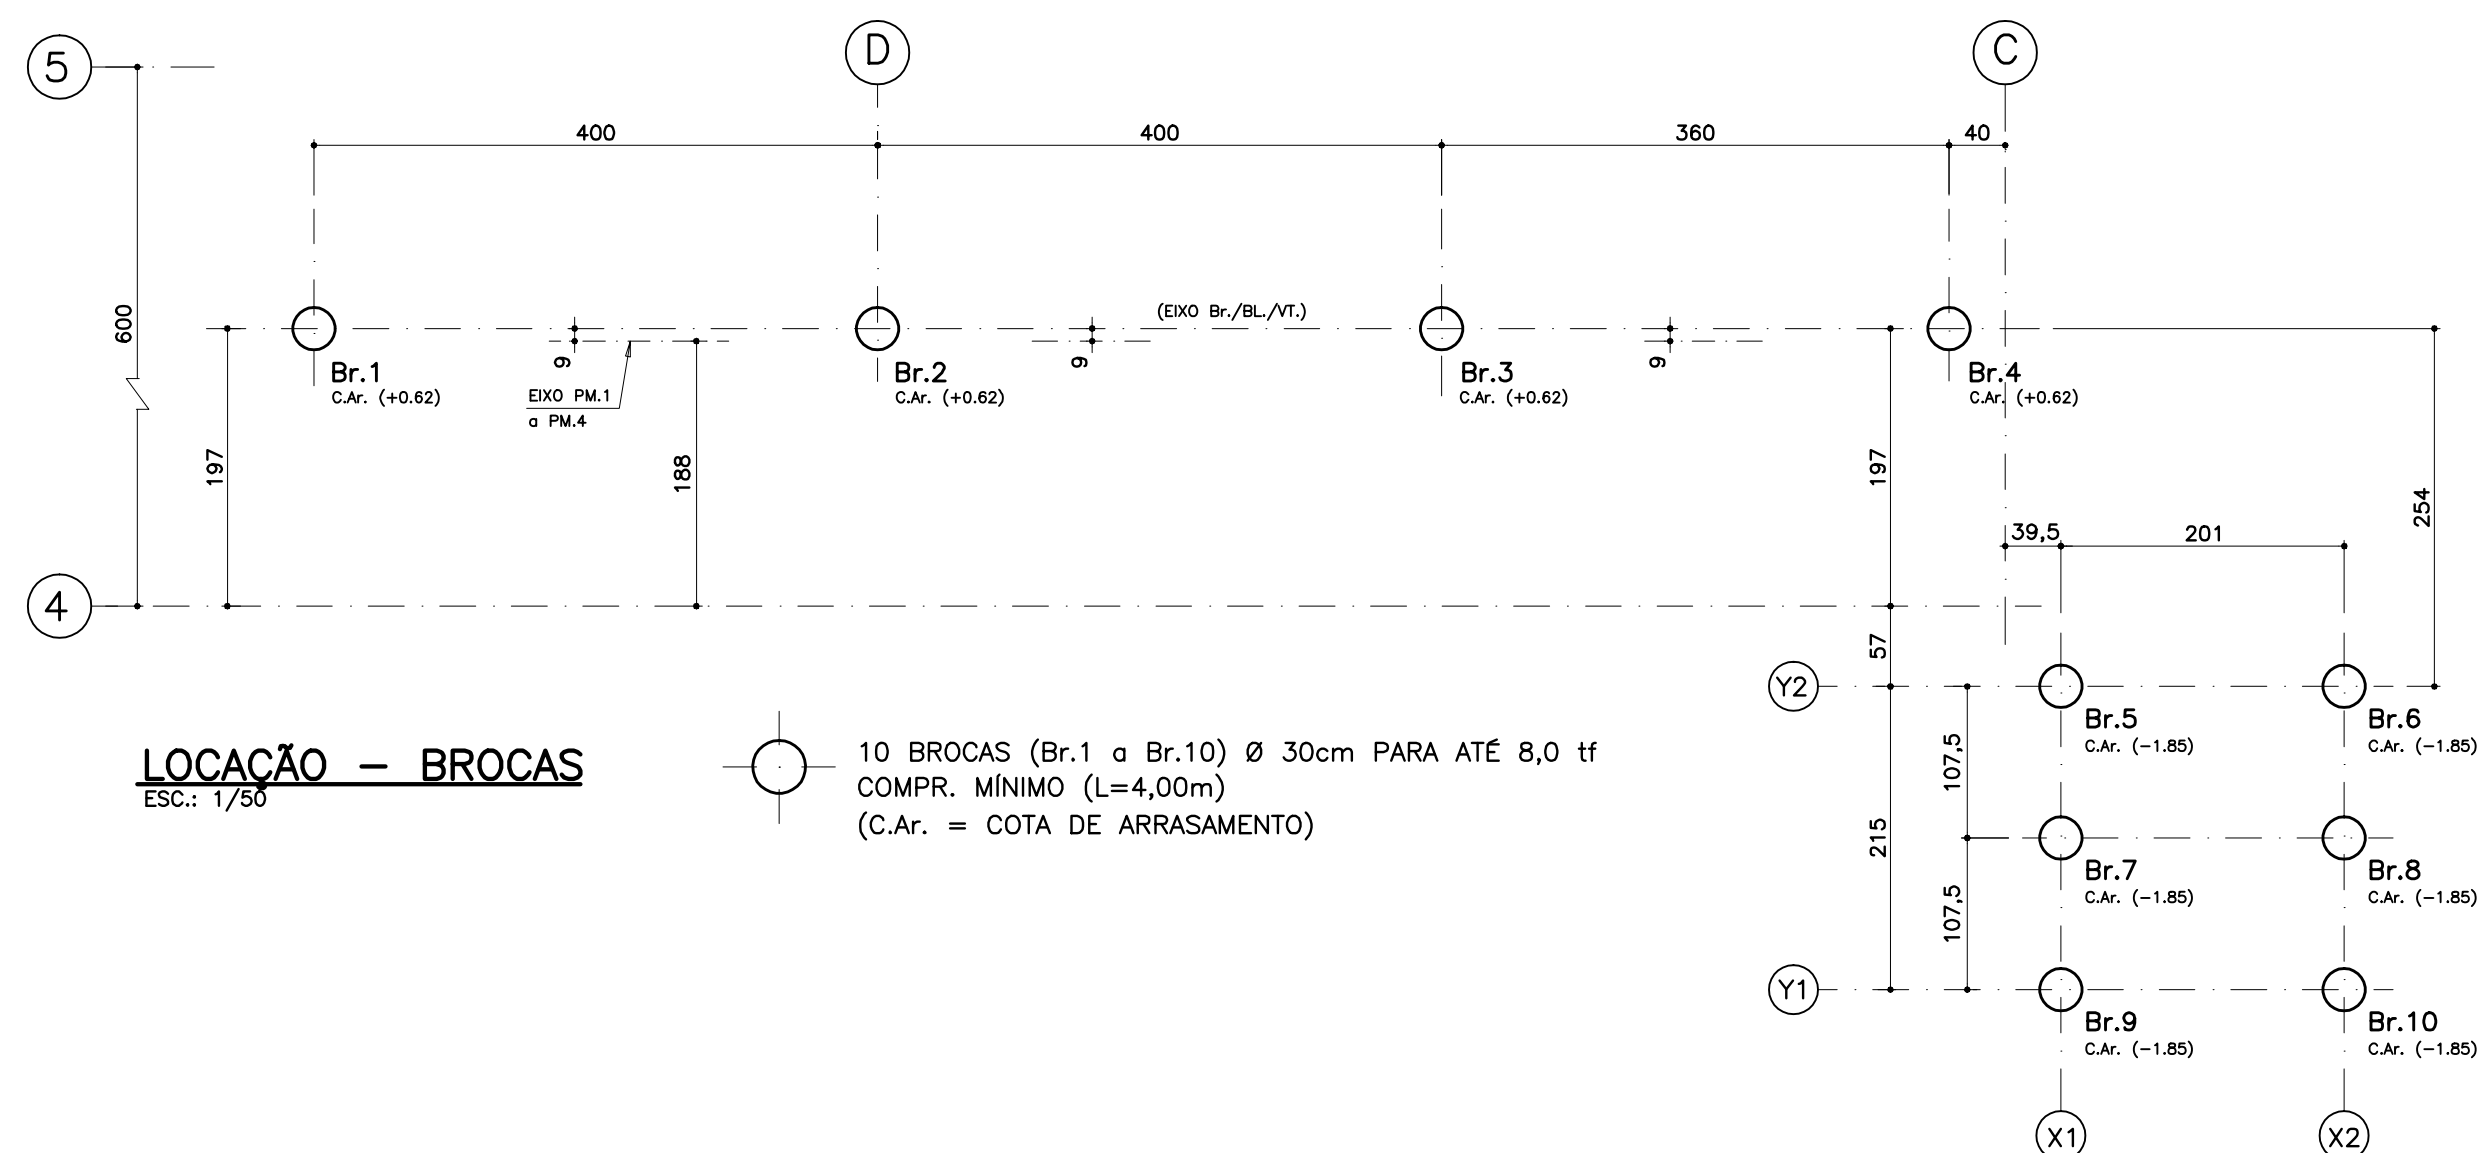 5
D
C
400
400
360
40
600
(EIXO Br./BL./VT.)
9
9
9
Br.1
C.Ar. (+0.62)
EIXO PM.1
a PM.4
Br.2
C.Ar. (+0.62)
Br.3
C.Ar. (+0.62)
Br.4
C.Ar. (+0.62)
197
188
197
254
39,5
201
4
57
Y2
Br.5
C.Ar. (-1.85)
Br.6
C.Ar. (-1.85)
LOCAÇÃO - BROCAS
ESC.: 1/50
10 BROCAS (Br.1 a Br.10) Ø 30cm PARA ATÉ 8,0 tf
COMPR. MÍNIMO (L=4,00m)
(C.Ar. = COTA DE ARRASAMENTO)
107,5
215
Br.7
C.Ar. (-1.85)
Br.8
C.Ar. (-1.85)
107,5
Y1
Br.9
C.Ar. (-1.85)
Br.10
C.Ar. (-1.85)
X1
X2